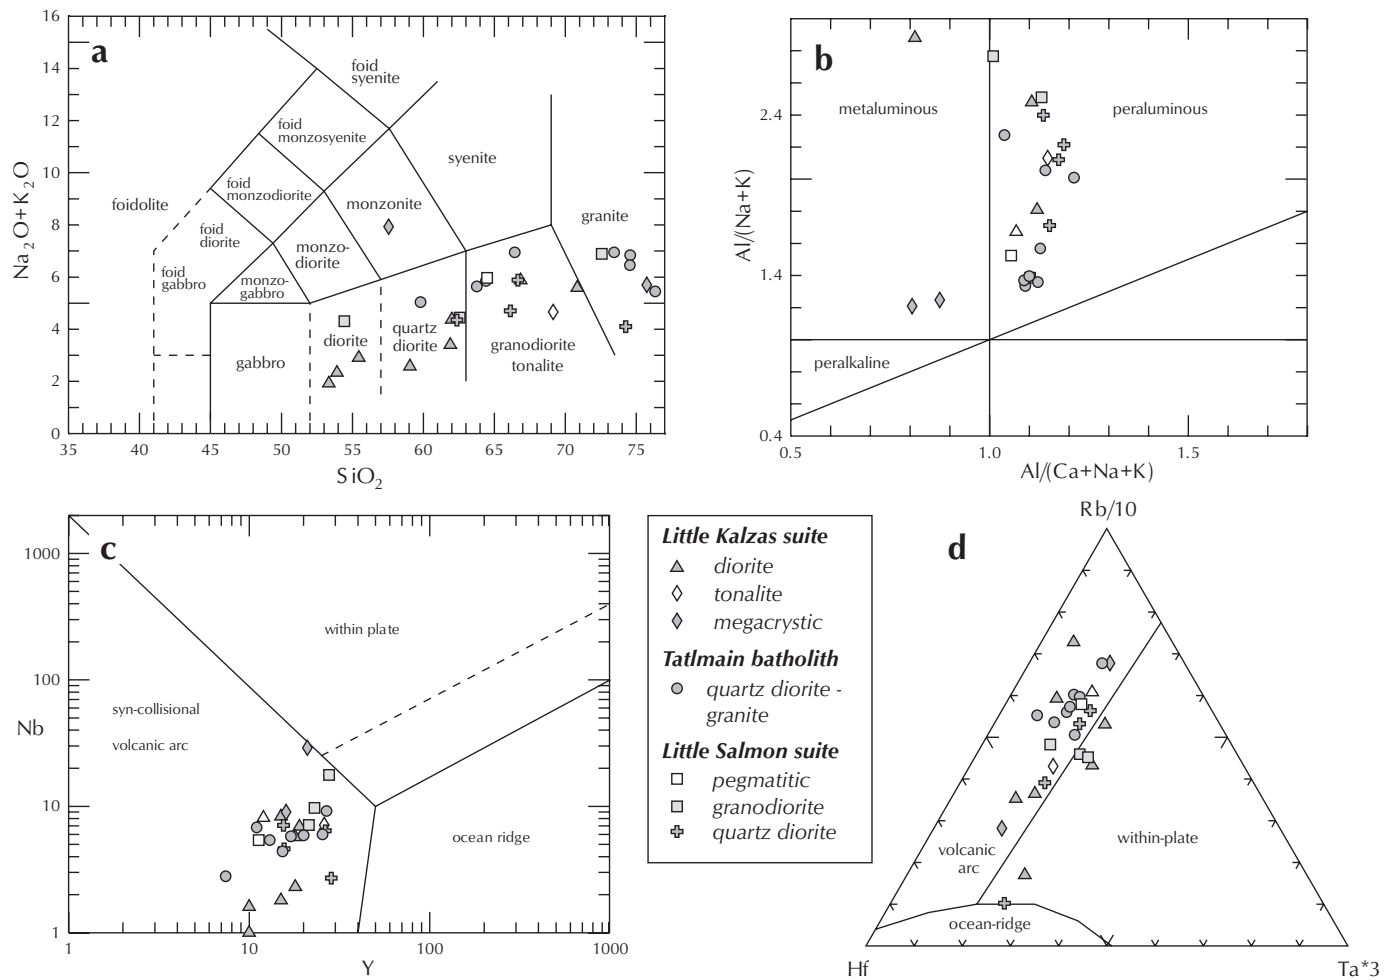 a
16
14
12
10
8
6
4
2
0
Na2O+K2O
35
45
50
55
60
65
70
75
SiO2
foid
syenite
foid
monzosyenite
syenite
foid
monzodiorite
monzonite
foidolite
granite
foid
diorite
monzo-
diorite
foid
gabbro
monzo-
gabbro
quartz
diorite
diorite
gabbro
granodiorite
tonalite
b
metaluminous
peraluminous
peralkaline
2.4
1.4
0.4
Al/(Na+K)
0.5
1.0
1.5
Al/(Ca+Na+K)
c
1000
100
10
1
Nb
within plate
syn-collisional
volcanic arc
ocean ridge
1
10
100
1000
Y
Little Kalzas suite
diorite
tonalite
megacrystic
Tatlmain batholith
quartz diorite -
granite
Little Salmon suite
pegmatitic
granodiorite
quartz diorite
d
Rb/10
volcanic
arc
within-plate
ocean-ridge
Hf
Ta*3